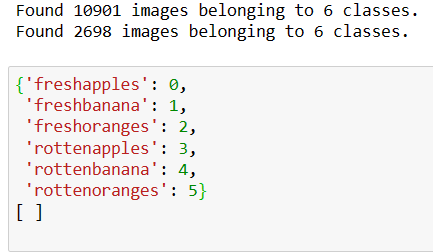 Found 10901 images belonging to 6 classes.
Found 2698 images belonging to 6 classes.
{'freshapples': 0,
'freshbanana': 1,
'freshoranges': 2,
'rottenapples': 3,
'rottenbanana': 4,
'rottenoranges': 5}
[ ]